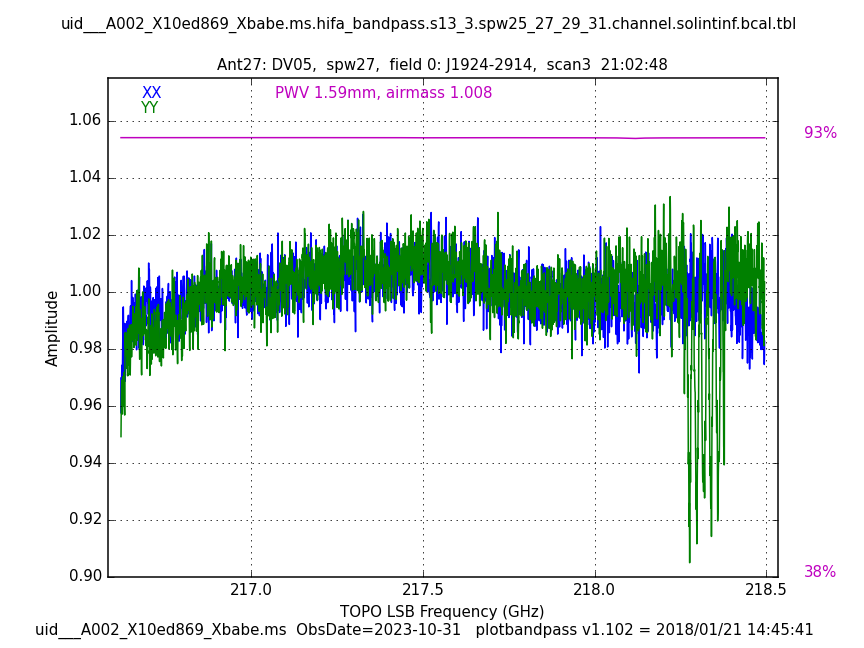 uid___A002_X10ed869_Xbabe.ms.hifa_bandpass.s13_3.spw25_27_29_31.channel.solintinf.bcal.tbl
Ant27: DV05, spw27, field 0: J1924-2914, scan3 21:02:48
XX
YY
PWV 1.59mm, airmass 1.008
93%
38%
1.06
1.04
1.02
1.00
0.98
0.96
0.94
0.92
0.90
Amplitude
217.0 217.5 218.0 218.5
TOPO LSB Frequency (GHz)
uid___A002_X10ed869_Xbabe.ms ObsDate=2023-10-31 plotbandpass v1.102 = 2018/01/21 14:45:41